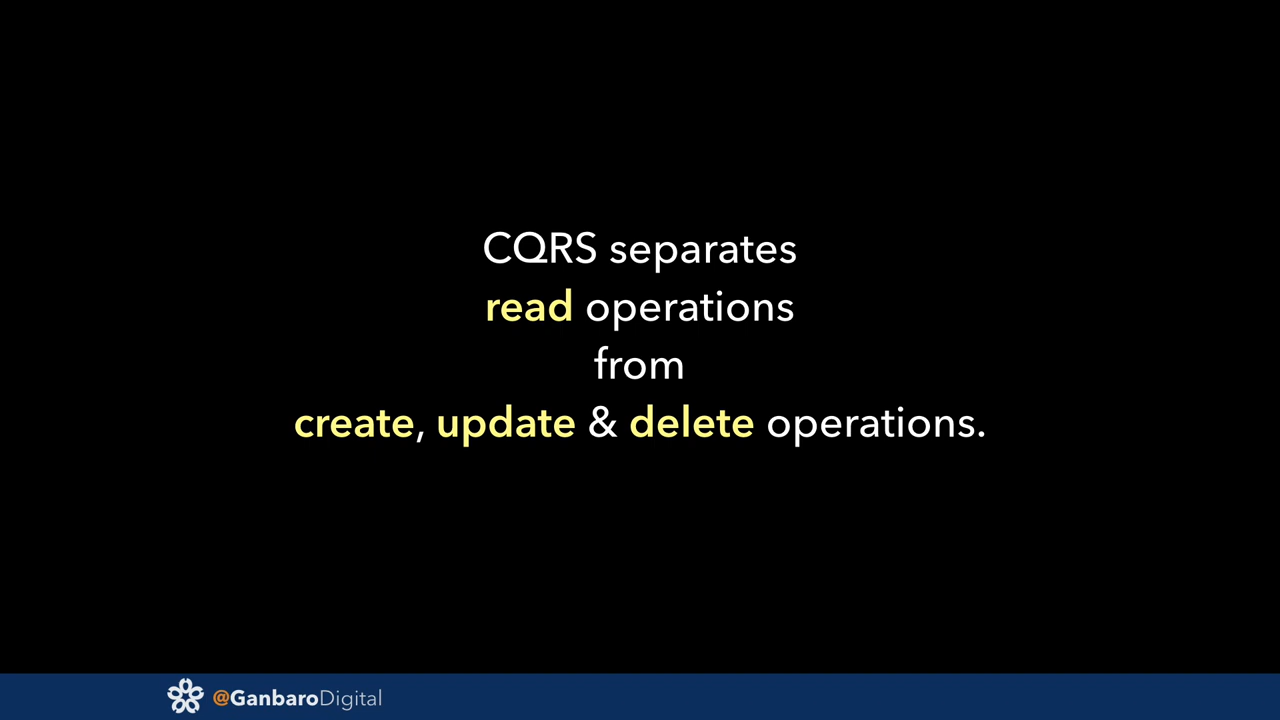 CQRS separates
read operations
from
create, update & delete operations.
@GanbaroDigital